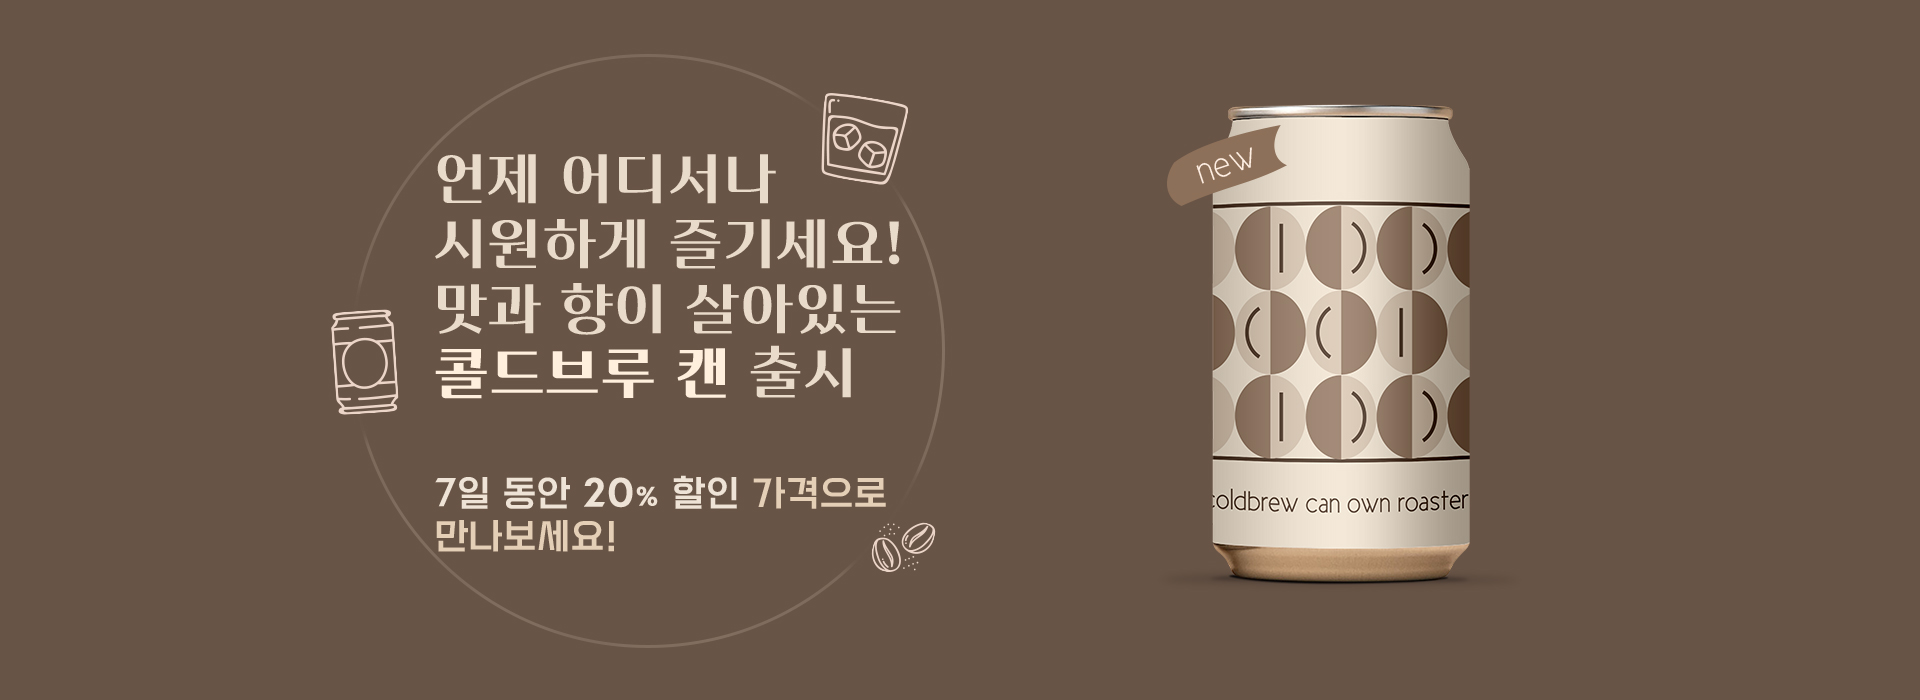 언제 어디서나
시원하게 즐기세요!
맛과 향이 살아있는
콜드브루 캔 출시
7일 동안 20% 할인 가격으로
만나보세요!
new
coldbrew can own roaster